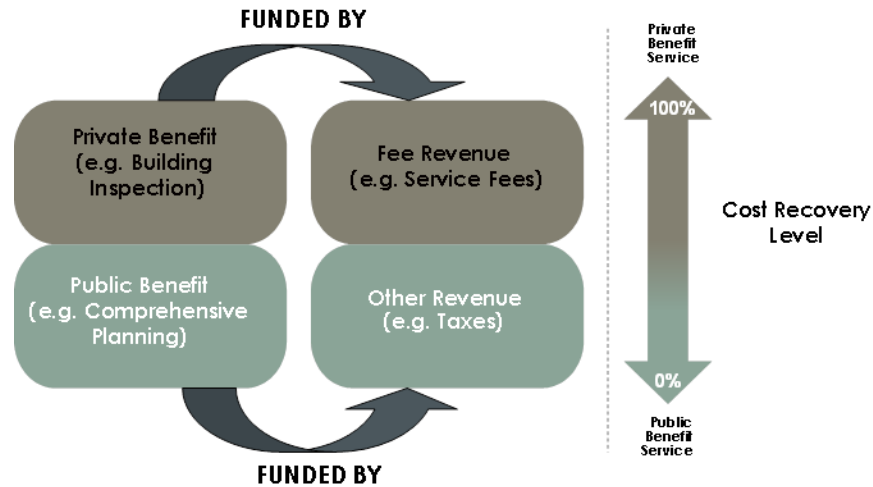 FUNDED BY
Private Benefit
(e.g. Building
Inspection)
Fee Revenue
(e.g. Service Fees)
Public Benefit
(e.g. Comprehensive
Planning)
Other Revenue
(e.g. Taxes)
FUNDED BY
Private
Benefit
Service
100%
Cost Recovery
Level
0%
Public
Benefit
Service